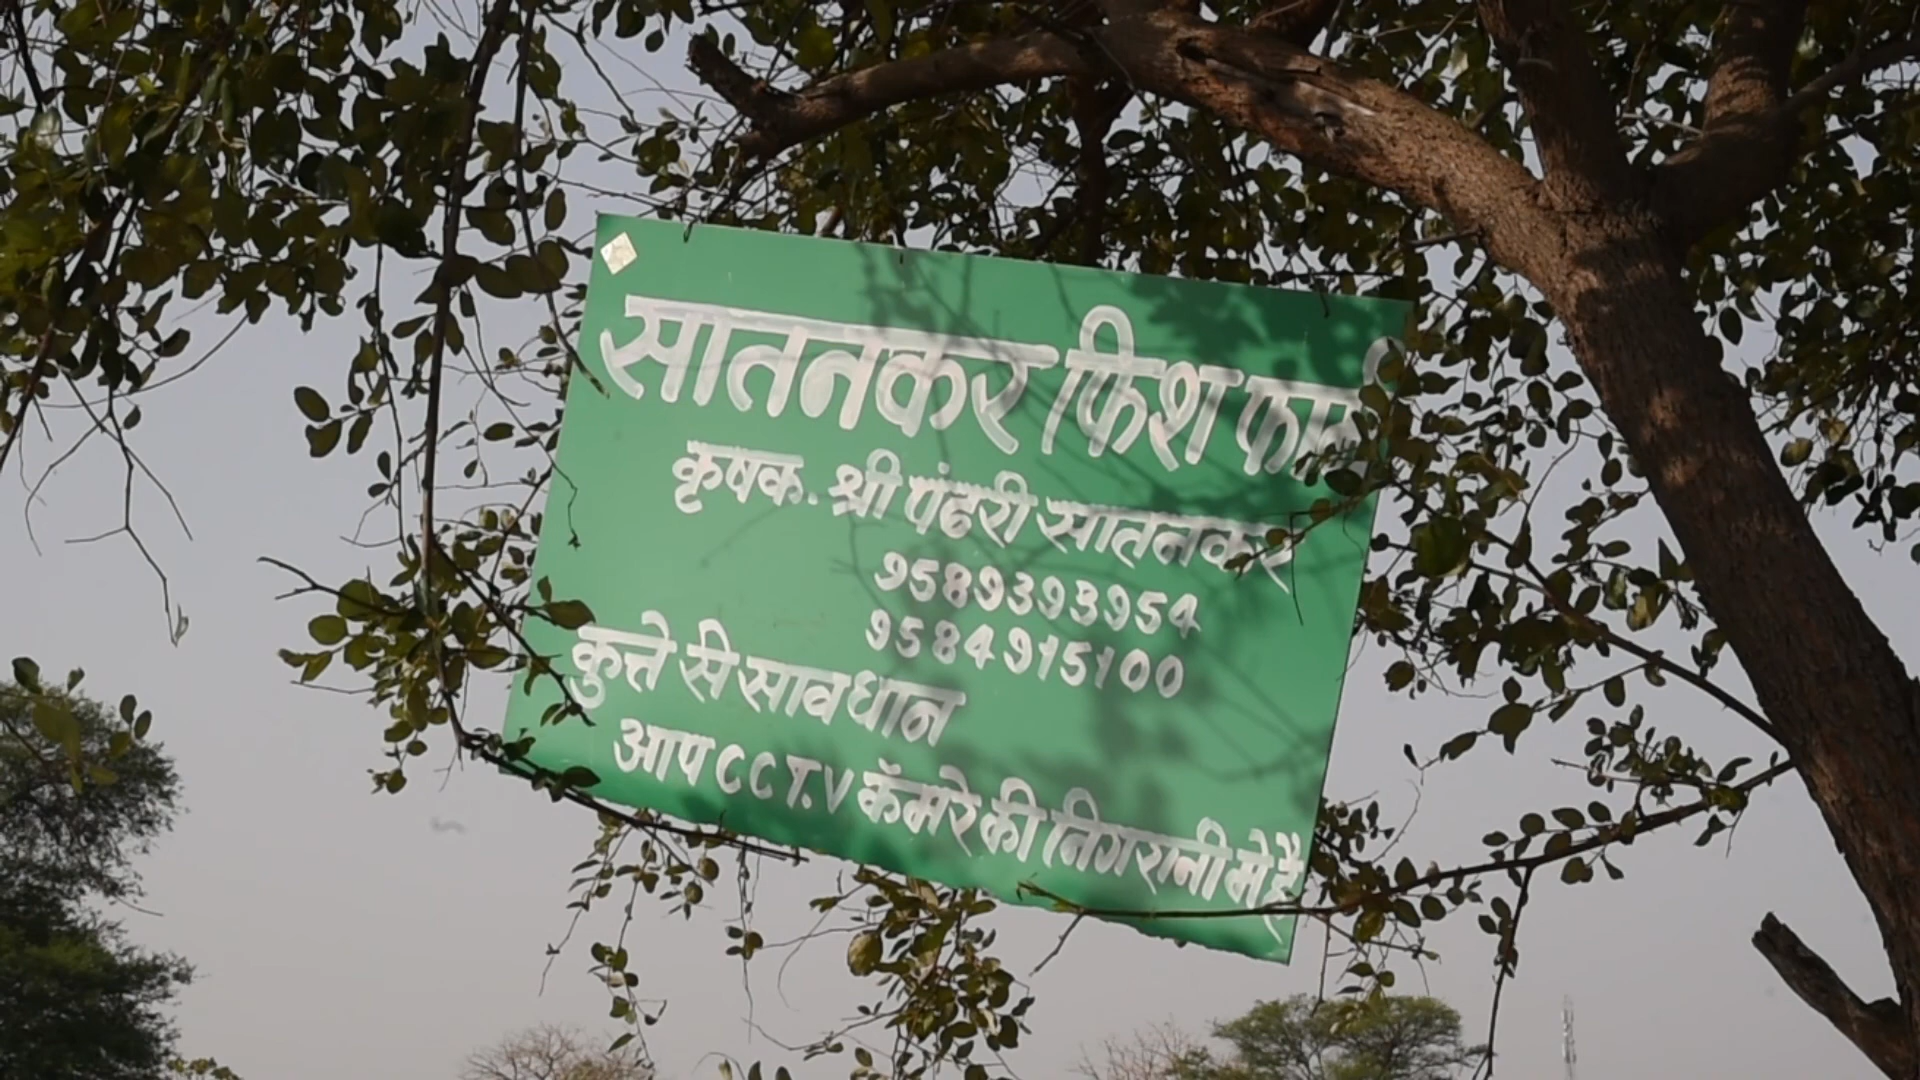 सातनकर फिश फार्म
कृषक. श्री पंढरी सातनकर
9589393954
9584915100
कुत्ते से सावधान
आप C C T.V कॅमरे की निगरानी मे है